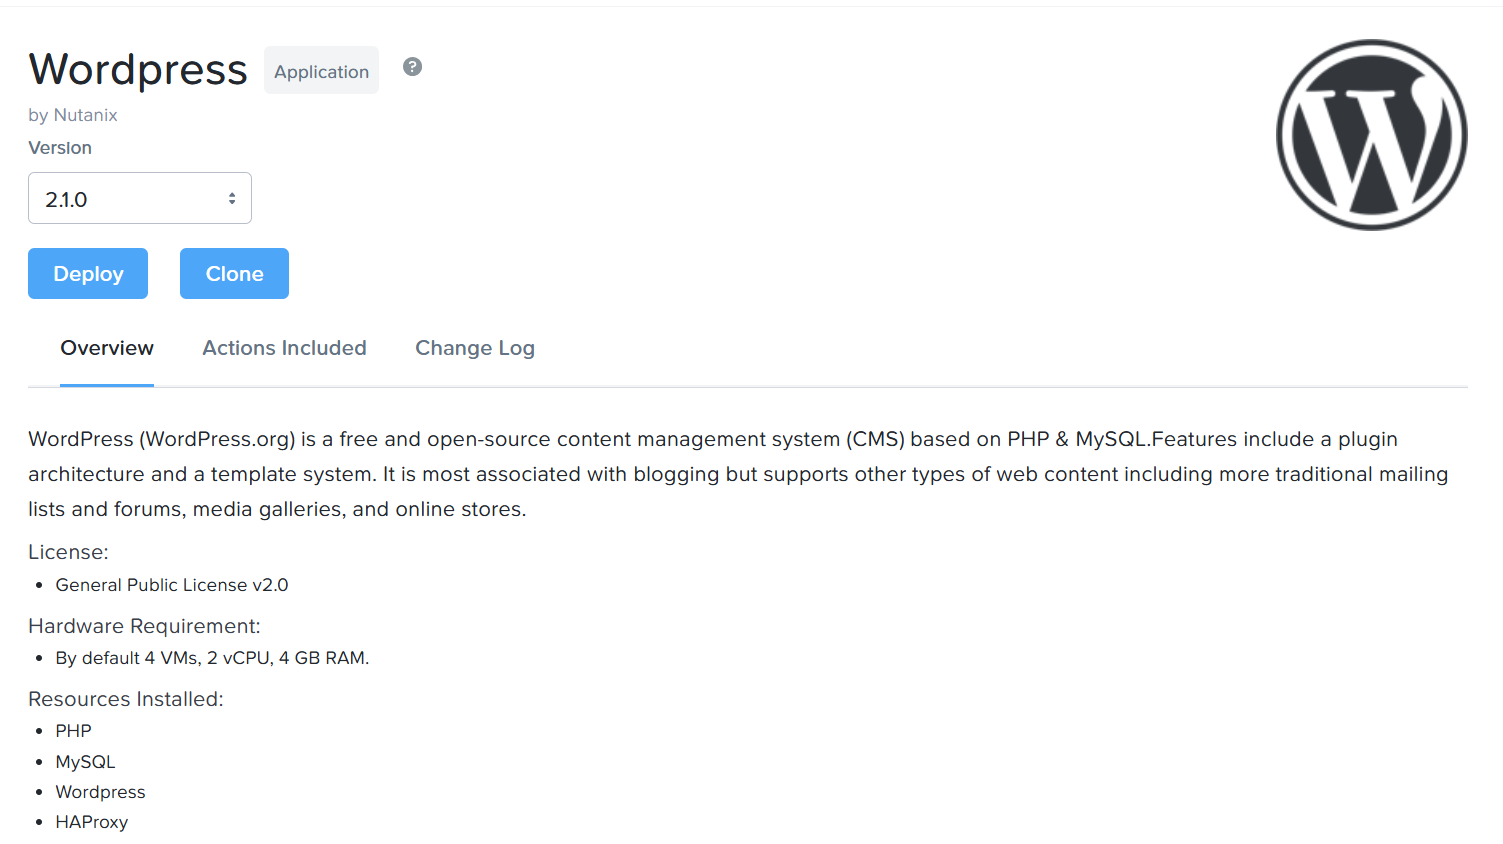 Wordpress Application ?
by Nutanix
Version
2.1.0
Deploy Clone
Overview Actions Included Change Log
WordPress (WordPress.org) is a free and open-source content management system (CMS) based on PHP & MySQL.Features include a plugin
architecture and a template system. It is most associated with blogging but supports other types of web content including more traditional mailing
lists and forums, media galleries, and online stores.
License:
• General Public License v2.0
Hardware Requirement:
• By default 4 VMs, 2 vCPU, 4 GB RAM.
Resources Installed:
• PHP
• MySQL
• Wordpress
• HAProxy